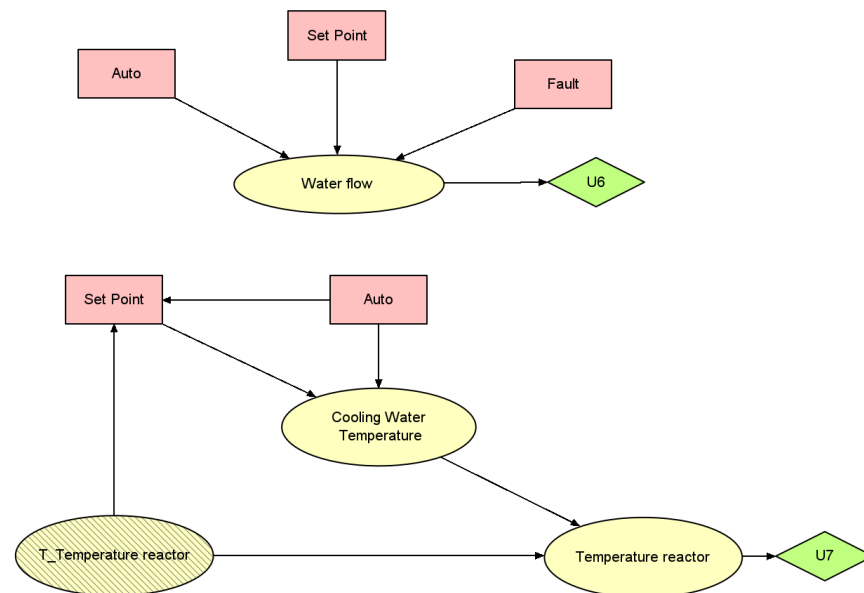 Set Point
Auto
Fault
Water flow
U6
Set Point
Auto
Cooling Water
Temperature
T_Temperature reactor
Temperature reactor
U7